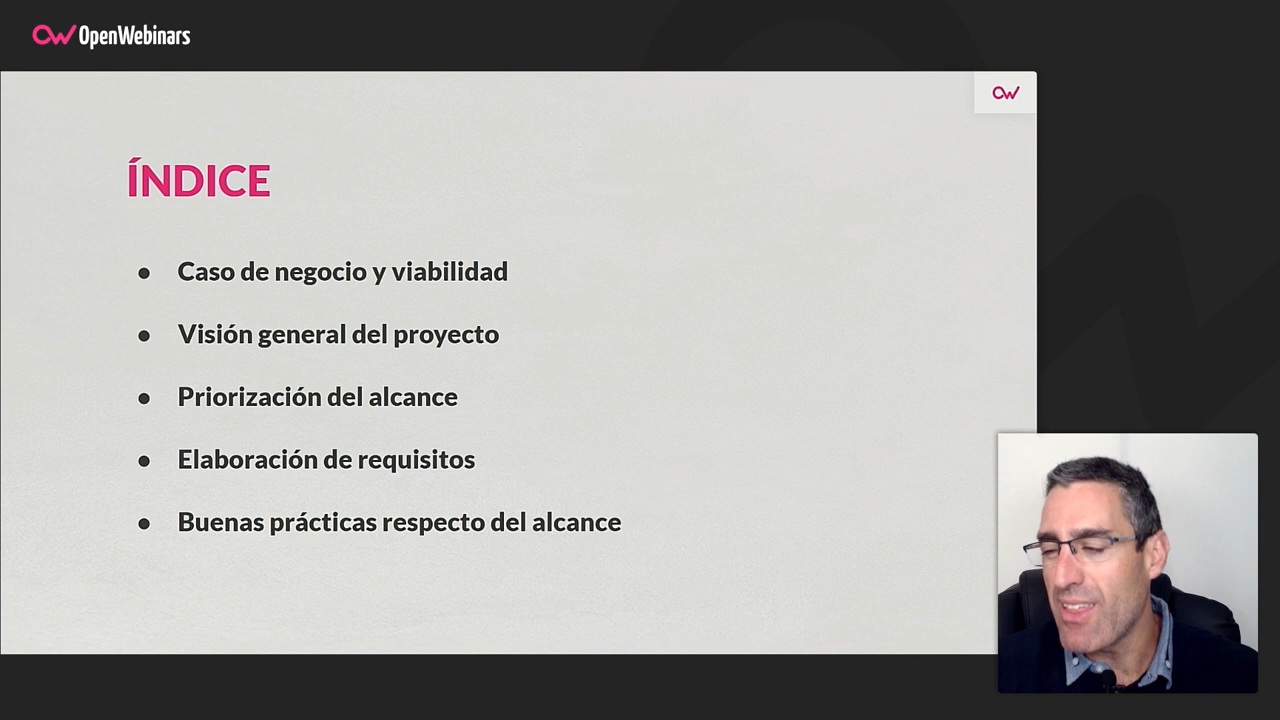 OpenWebinars
ÍNDICE
● Caso de negocio y viabilidad
● Visión general del proyecto
● Priorización del alcance
● Elaboración de requisitos
● Buenas prácticas respecto del alcance